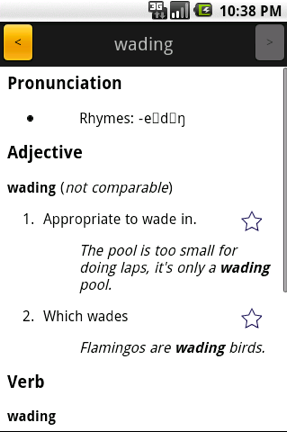 3G 10:38 PM
< wading >
Pronunciation
• Rhymes: -e▯d▯ŋ
Adjective
wading (not comparable)
1. Appropriate to wade in.
The pool is too small for
doing laps, it's only a wading
pool.
2. Which wades
Flamingos are wading birds.
Verb
wading